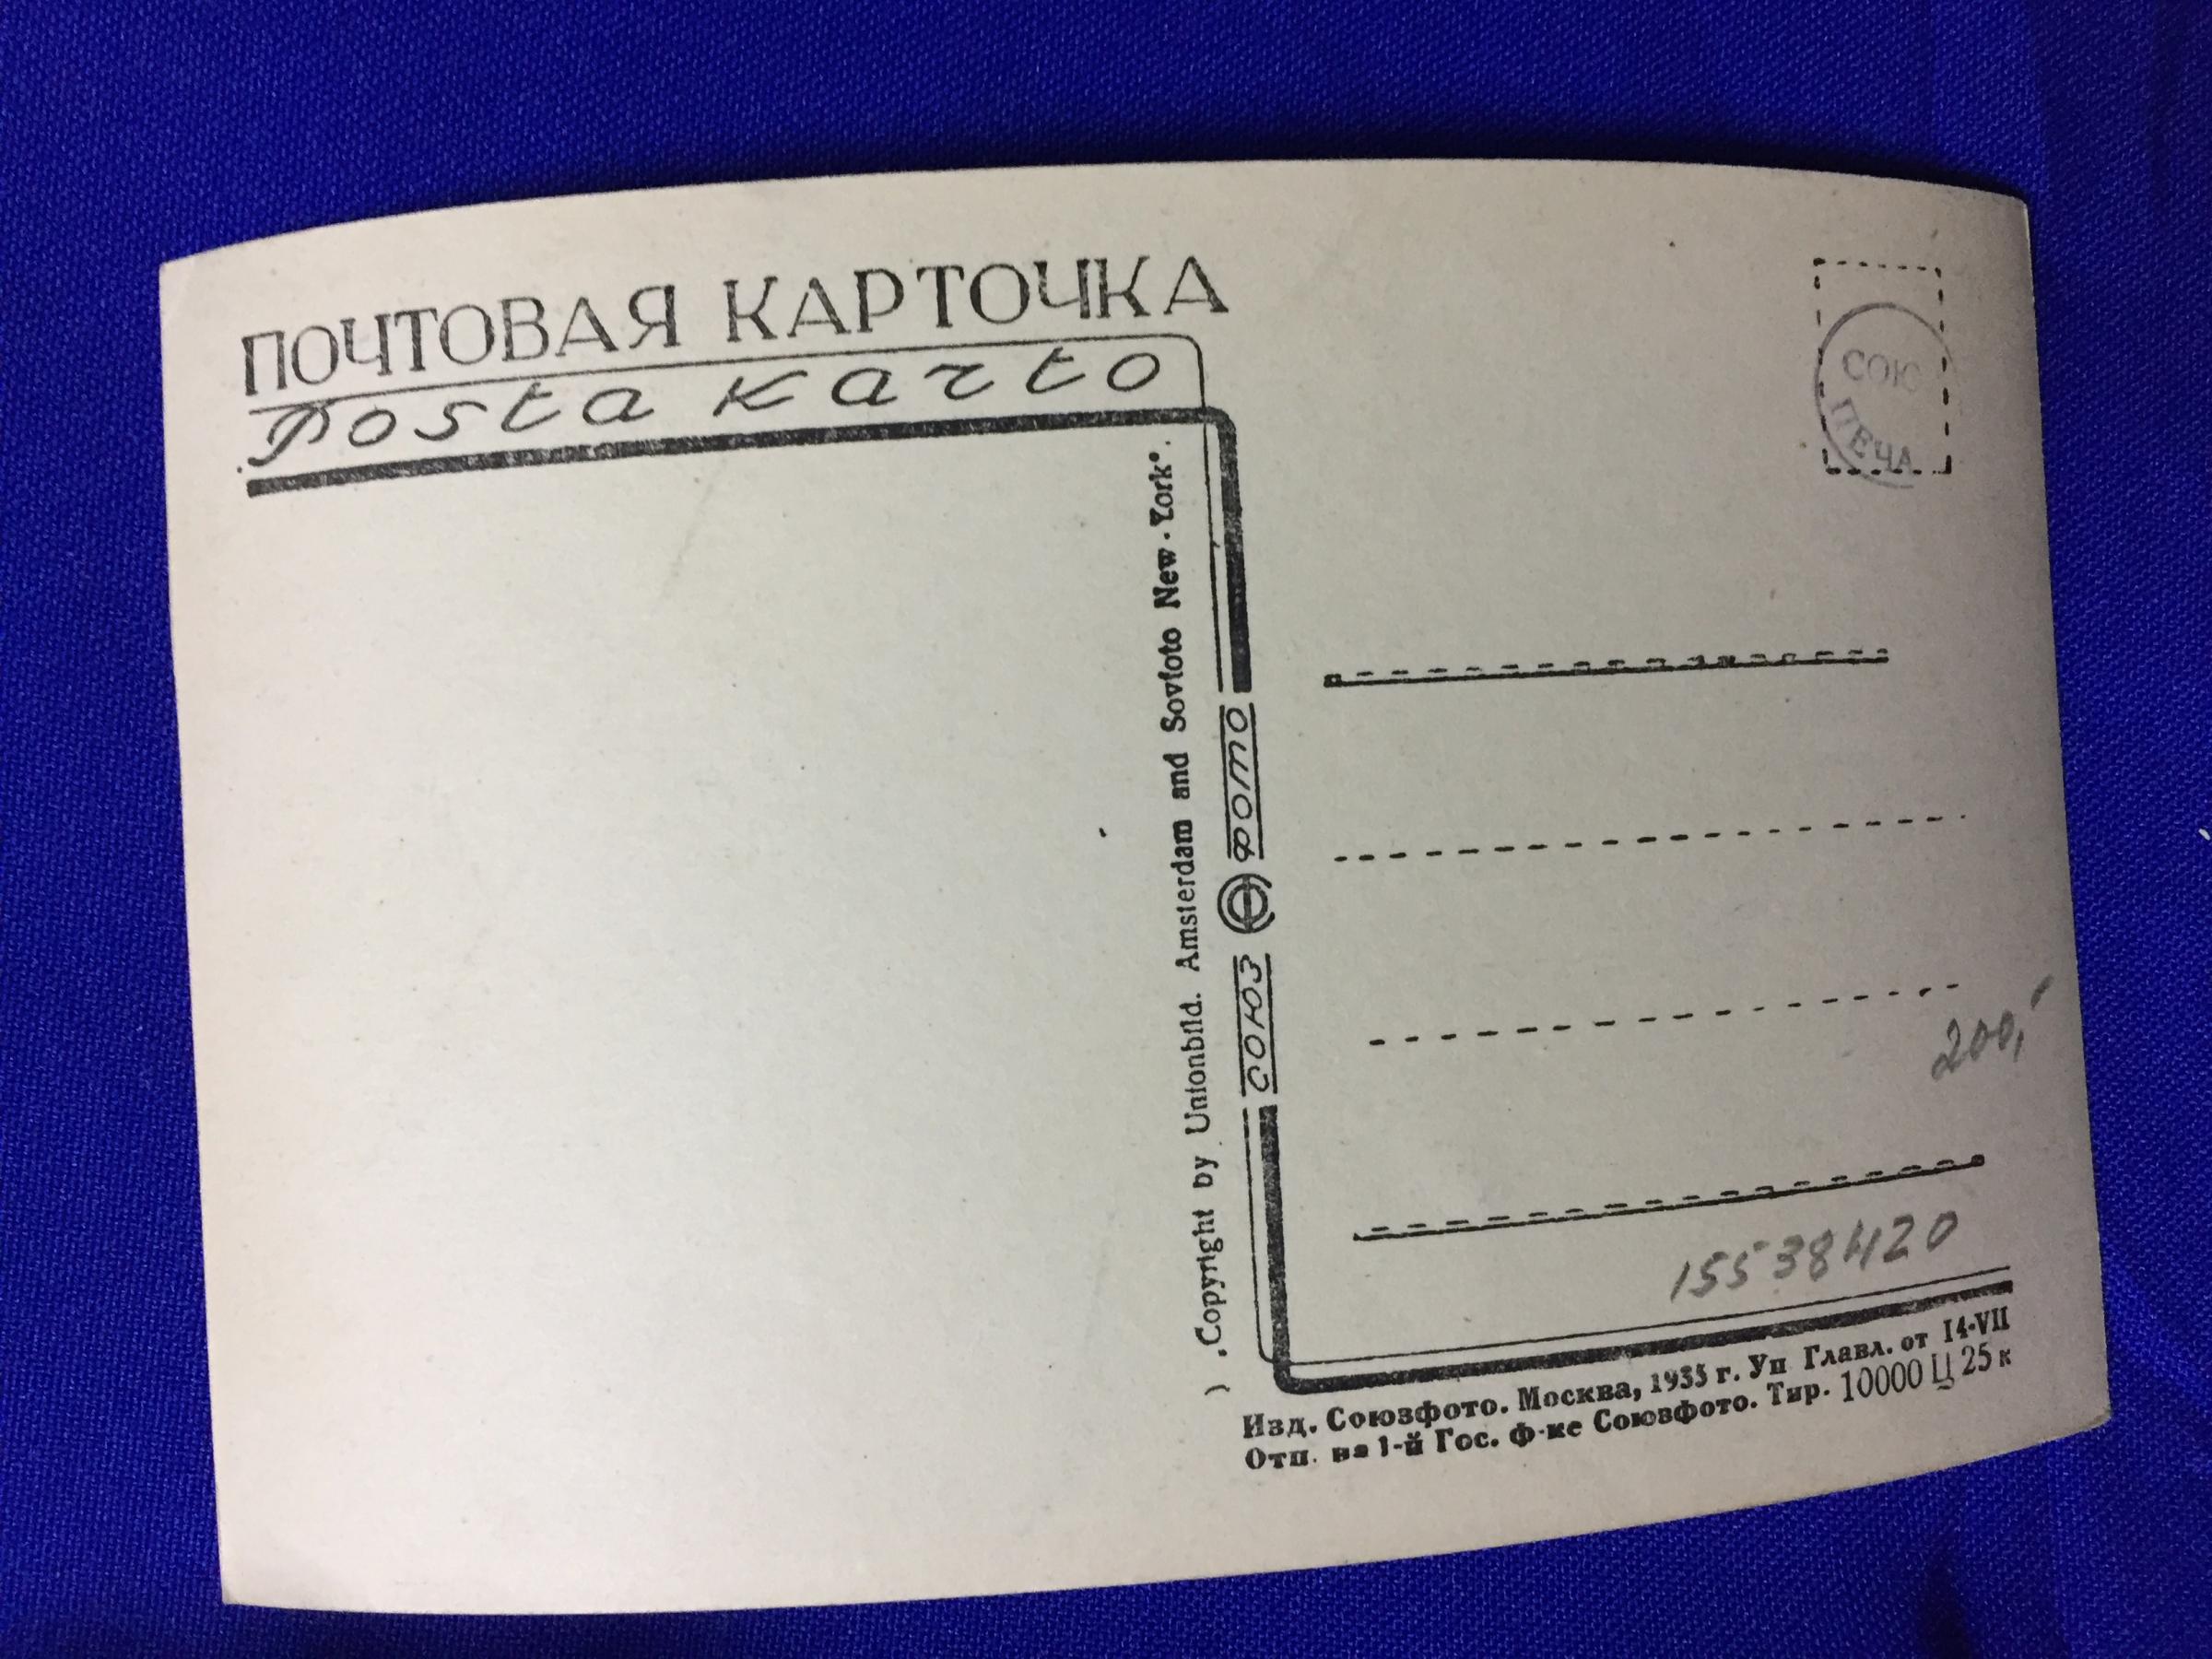 ПОЧТОВАЯ КАРТОЧКА
Posta karto
„Copyright by Unionbild. Amsterdam and Sovfoto New-York“.
СОЮЗ ФОТО
СОЮ
ПЕЧА
200,-
15538420
Изд. Союзфото. Москва, 1935 г. Уп Главл. от 14-VII
Отп. на 1-й Гос. ф-ке Союзфото. Тир. 10000 Ц 25 к